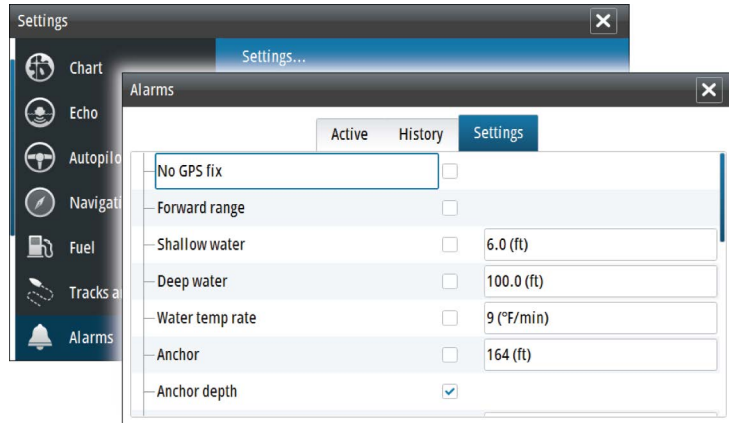 Settings
Settings...
Chart
Echo
Autopilo
Navigati
Fuel
Tracks a
Alarms
Alarms
Active History Settings
No GPS fix
Forward range
Shallow water 6.0 (ft)
Deep water 100.0 (ft)
Water temp rate 9 (°F/min)
Anchor 164 (ft)
Anchor depth